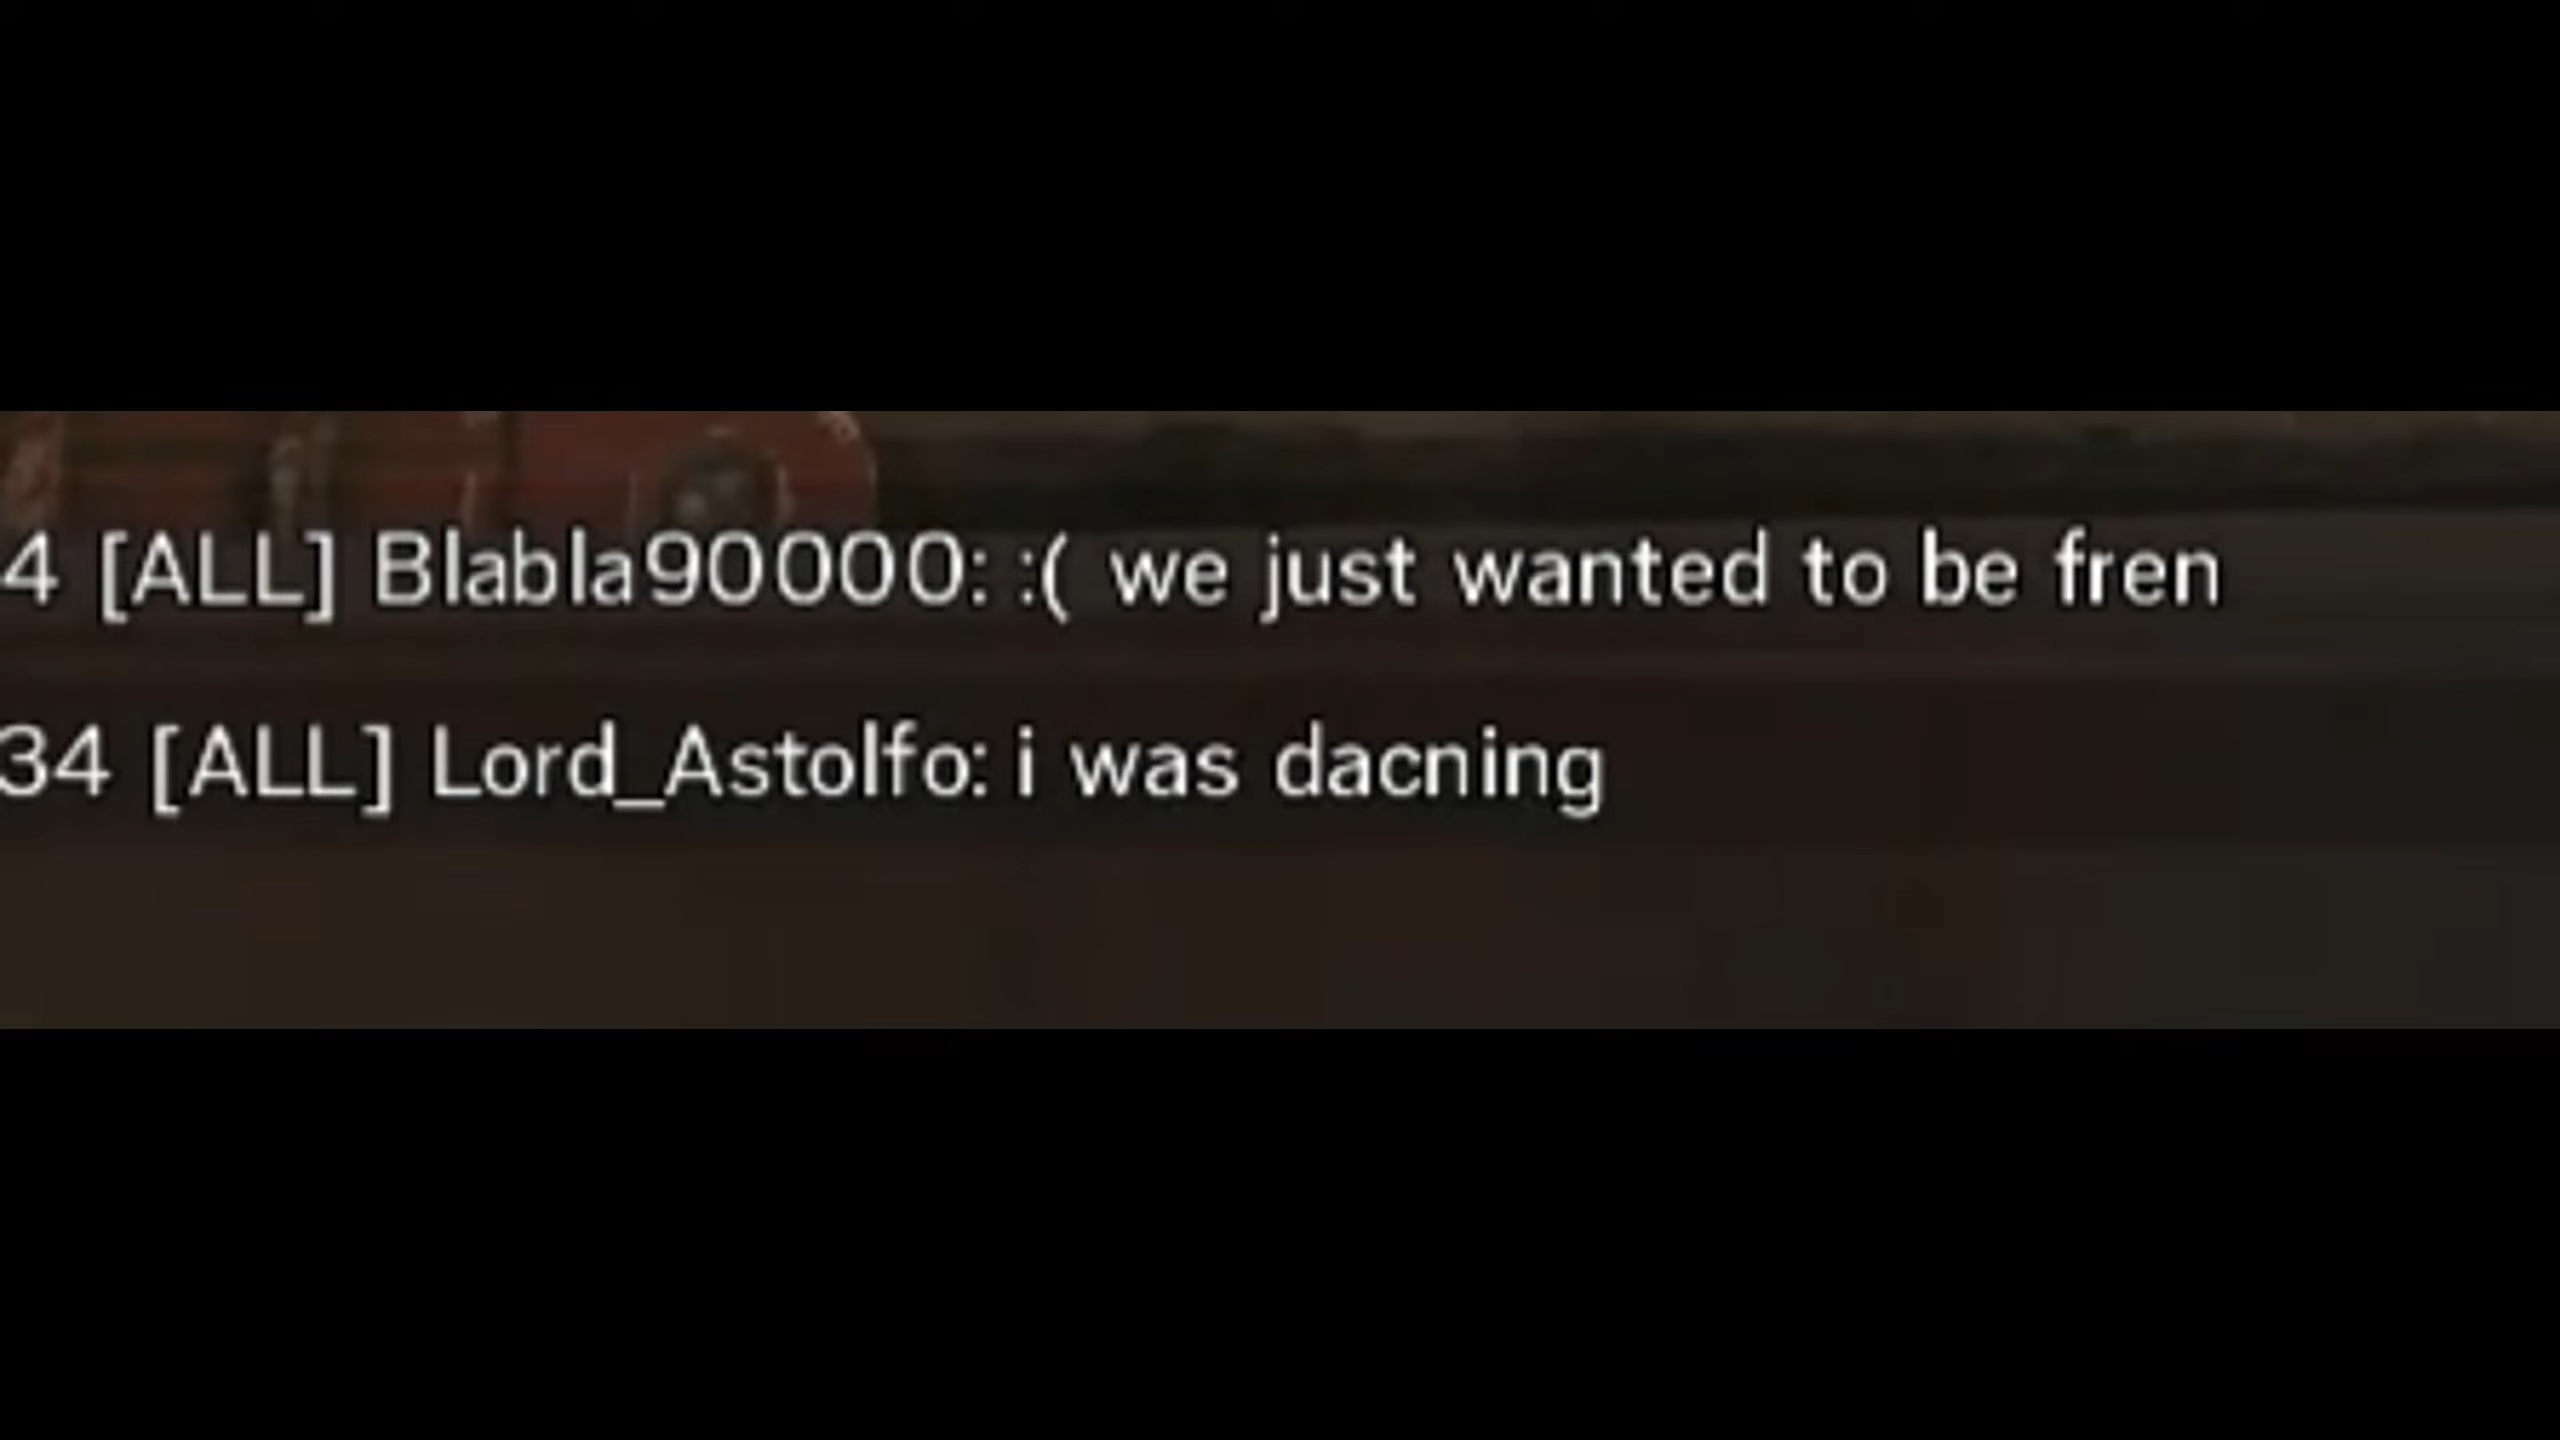 4 [ALL] Blabla90000: :( we just wanted to be fren
34 [ALL] Lord_Astolfo: i was dacning